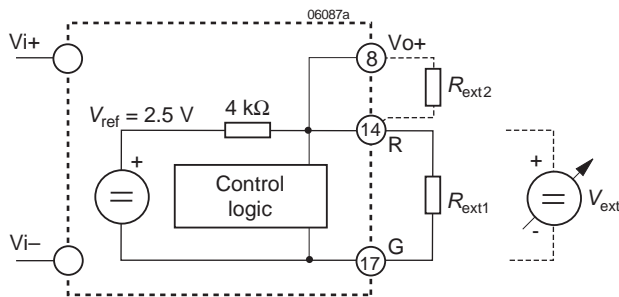 06087a
Vi+
8
Vo+
Rext2
Vref = 2.5 V
4 kΩ
14
R
+
+
Control
logic
Rext1
Vext
-
Vi–
G
17